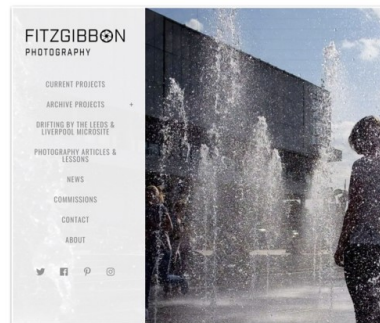 FITZGIBBON
PHOTOGRAPHY
CURRENT PROJECTS
ARCHIVE PROJECTS
DRIFTING BY THE LEEDS &
LIVERPOOL MICROSITE
PHOTOGRAPHY ARTICLES &
LESSONS
NEWS
COMMISSIONS
CONTACT
ABOUT